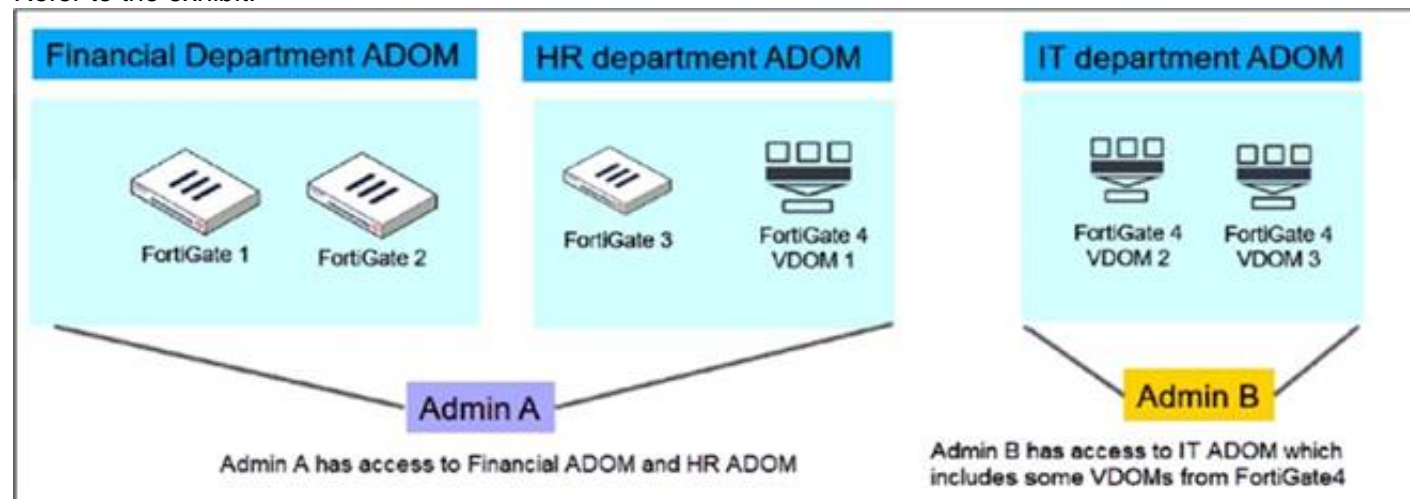 Refer to the exhibit.
Financial Department ADOM
HR department ADOM
IT department ADOM
FortiGate 1
FortiGate 2
FortiGate 3
FortiGate 4
VDOM 1
FortiGate 4
VDOM 2
FortiGate 4
VDOM 3
Admin A
Admin A has access to Financial ADOM and HR ADOM
Admin B
Admin B has access to IT ADOM which
includes some VDOMs from FortiGate4